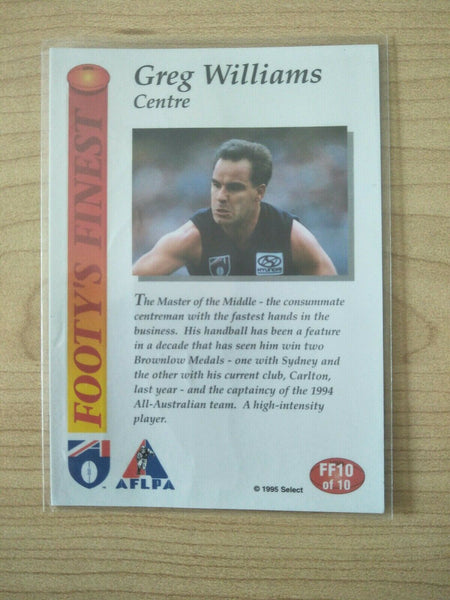 Greg Williams
Centre
FOOTY'S FINEST
HYUNDAI
The Master of the Middle - the consummate
centreman with the fastest hands in the
business. His handball has been a feature
in a decade that has seen him win two
Brownlow Medals - one with Sydney and
the other with his current club, Carlton,
last year - and the captaincy of the 1994
All-Australian team. A high-intensity
player.
AFLPA
© 1995 Select
FF10
of 10